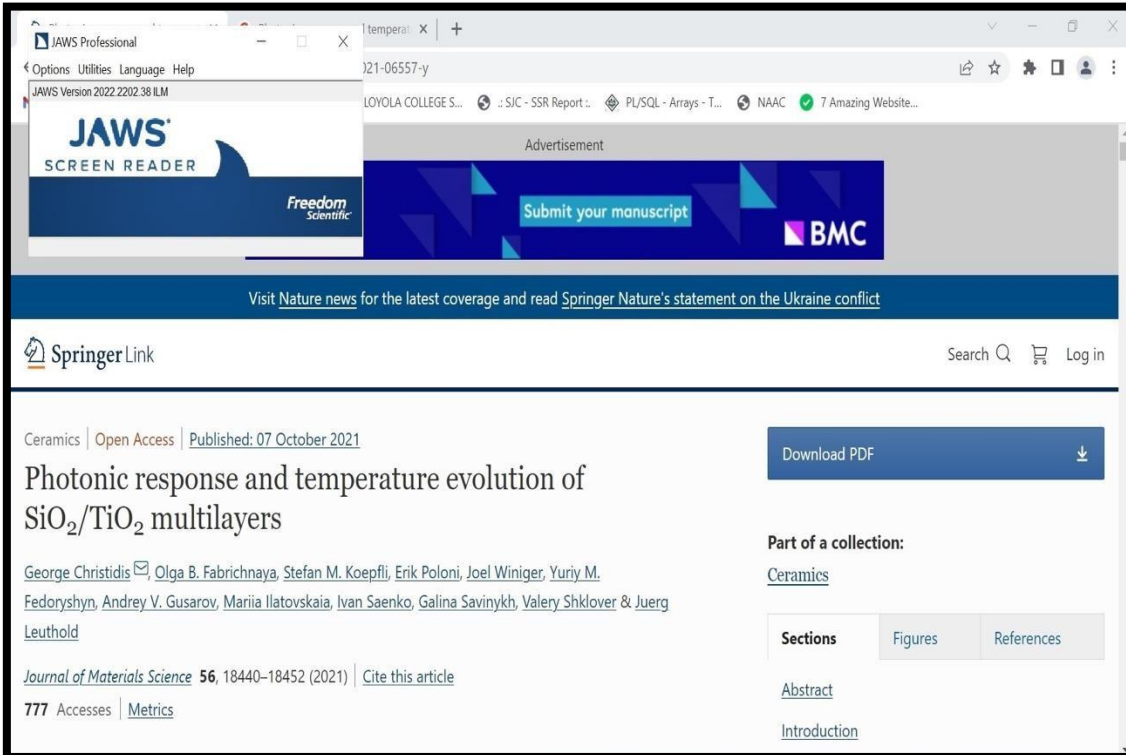 JAWS Professional
temperat
Options Utilities Language Help
021-06557-y
JAWS Version 2022.2202.38 ILM
LOYOLA COLLEGE S...
.: SJC - SSR Report :.
PL/SQL - Arrays - T...
NAAC
7 Amazing Website...
JAWS
SCREEN READER
Freedom
Scientific
Advertisement
Submit your manuscript
BMC
Visit Nature news for the latest coverage and read Springer Nature's statement on the Ukraine conflict
Springer Link
Search
Log in
Ceramics | Open Access | Published: 07 October 2021
Photonic response and temperature evolution of
SiO₂/TiO₂ multilayers
George Christidis, Olga B. Fabrichnaya, Stefan M. Koepfli, Erik Poloni, Joel Winiger, Yuriy M.
Fedoryshyn, Andrey V. Gusarov, Mariia Ilatovskaia, Ivan Saenko, Galina Savinykh, Valery Shklover & Juerg
Leuthold
Journal of Materials Science 56, 18440–18452 (2021) | Cite this article
777 Accesses | Metrics
Download PDF
Part of a collection:
Ceramics
Sections
Figures
References
Abstract
Introduction